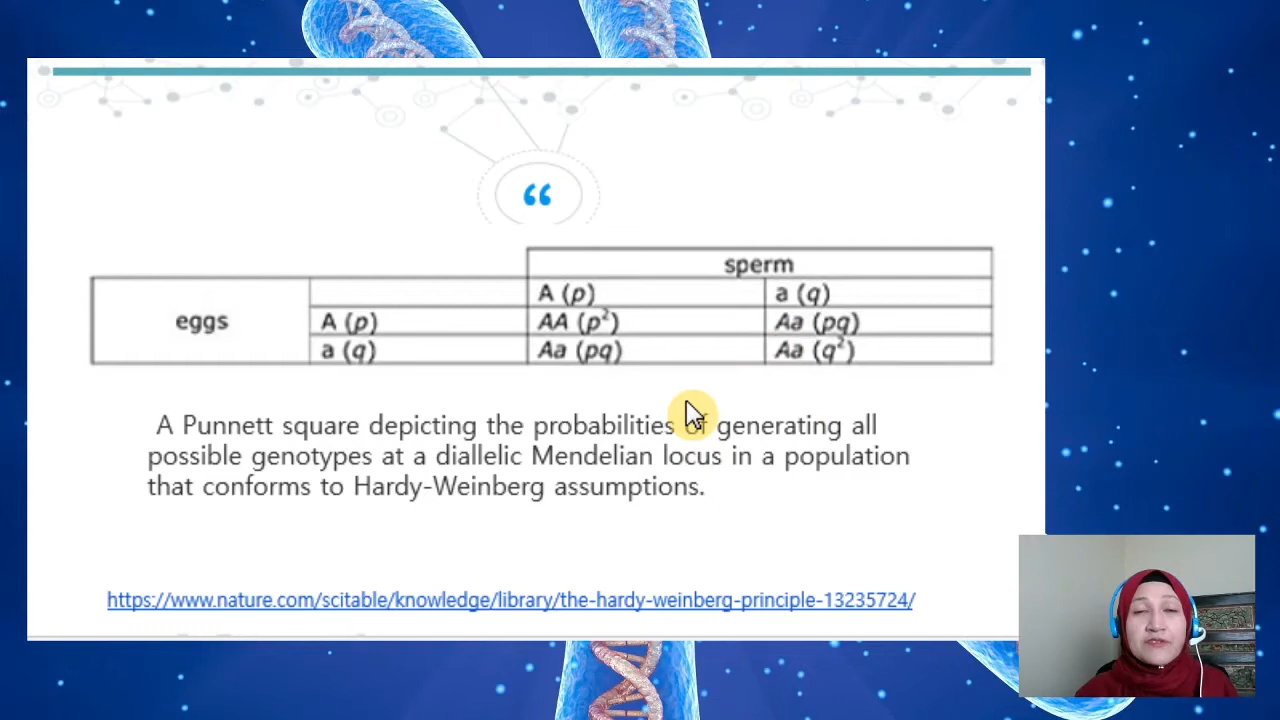 “
sperm
A (p) a (q)
eggs A (p) AA (p²) Aa (pq)
a (q) Aa (pq) Aa (q²)
A Punnett square depicting the probabilities of generating all
possible genotypes at a diallelic Mendelian locus in a population
that conforms to Hardy-Weinberg assumptions.
https://www.nature.com/scitable/knowledge/library/the-hardy-weinberg-principle-13235724/